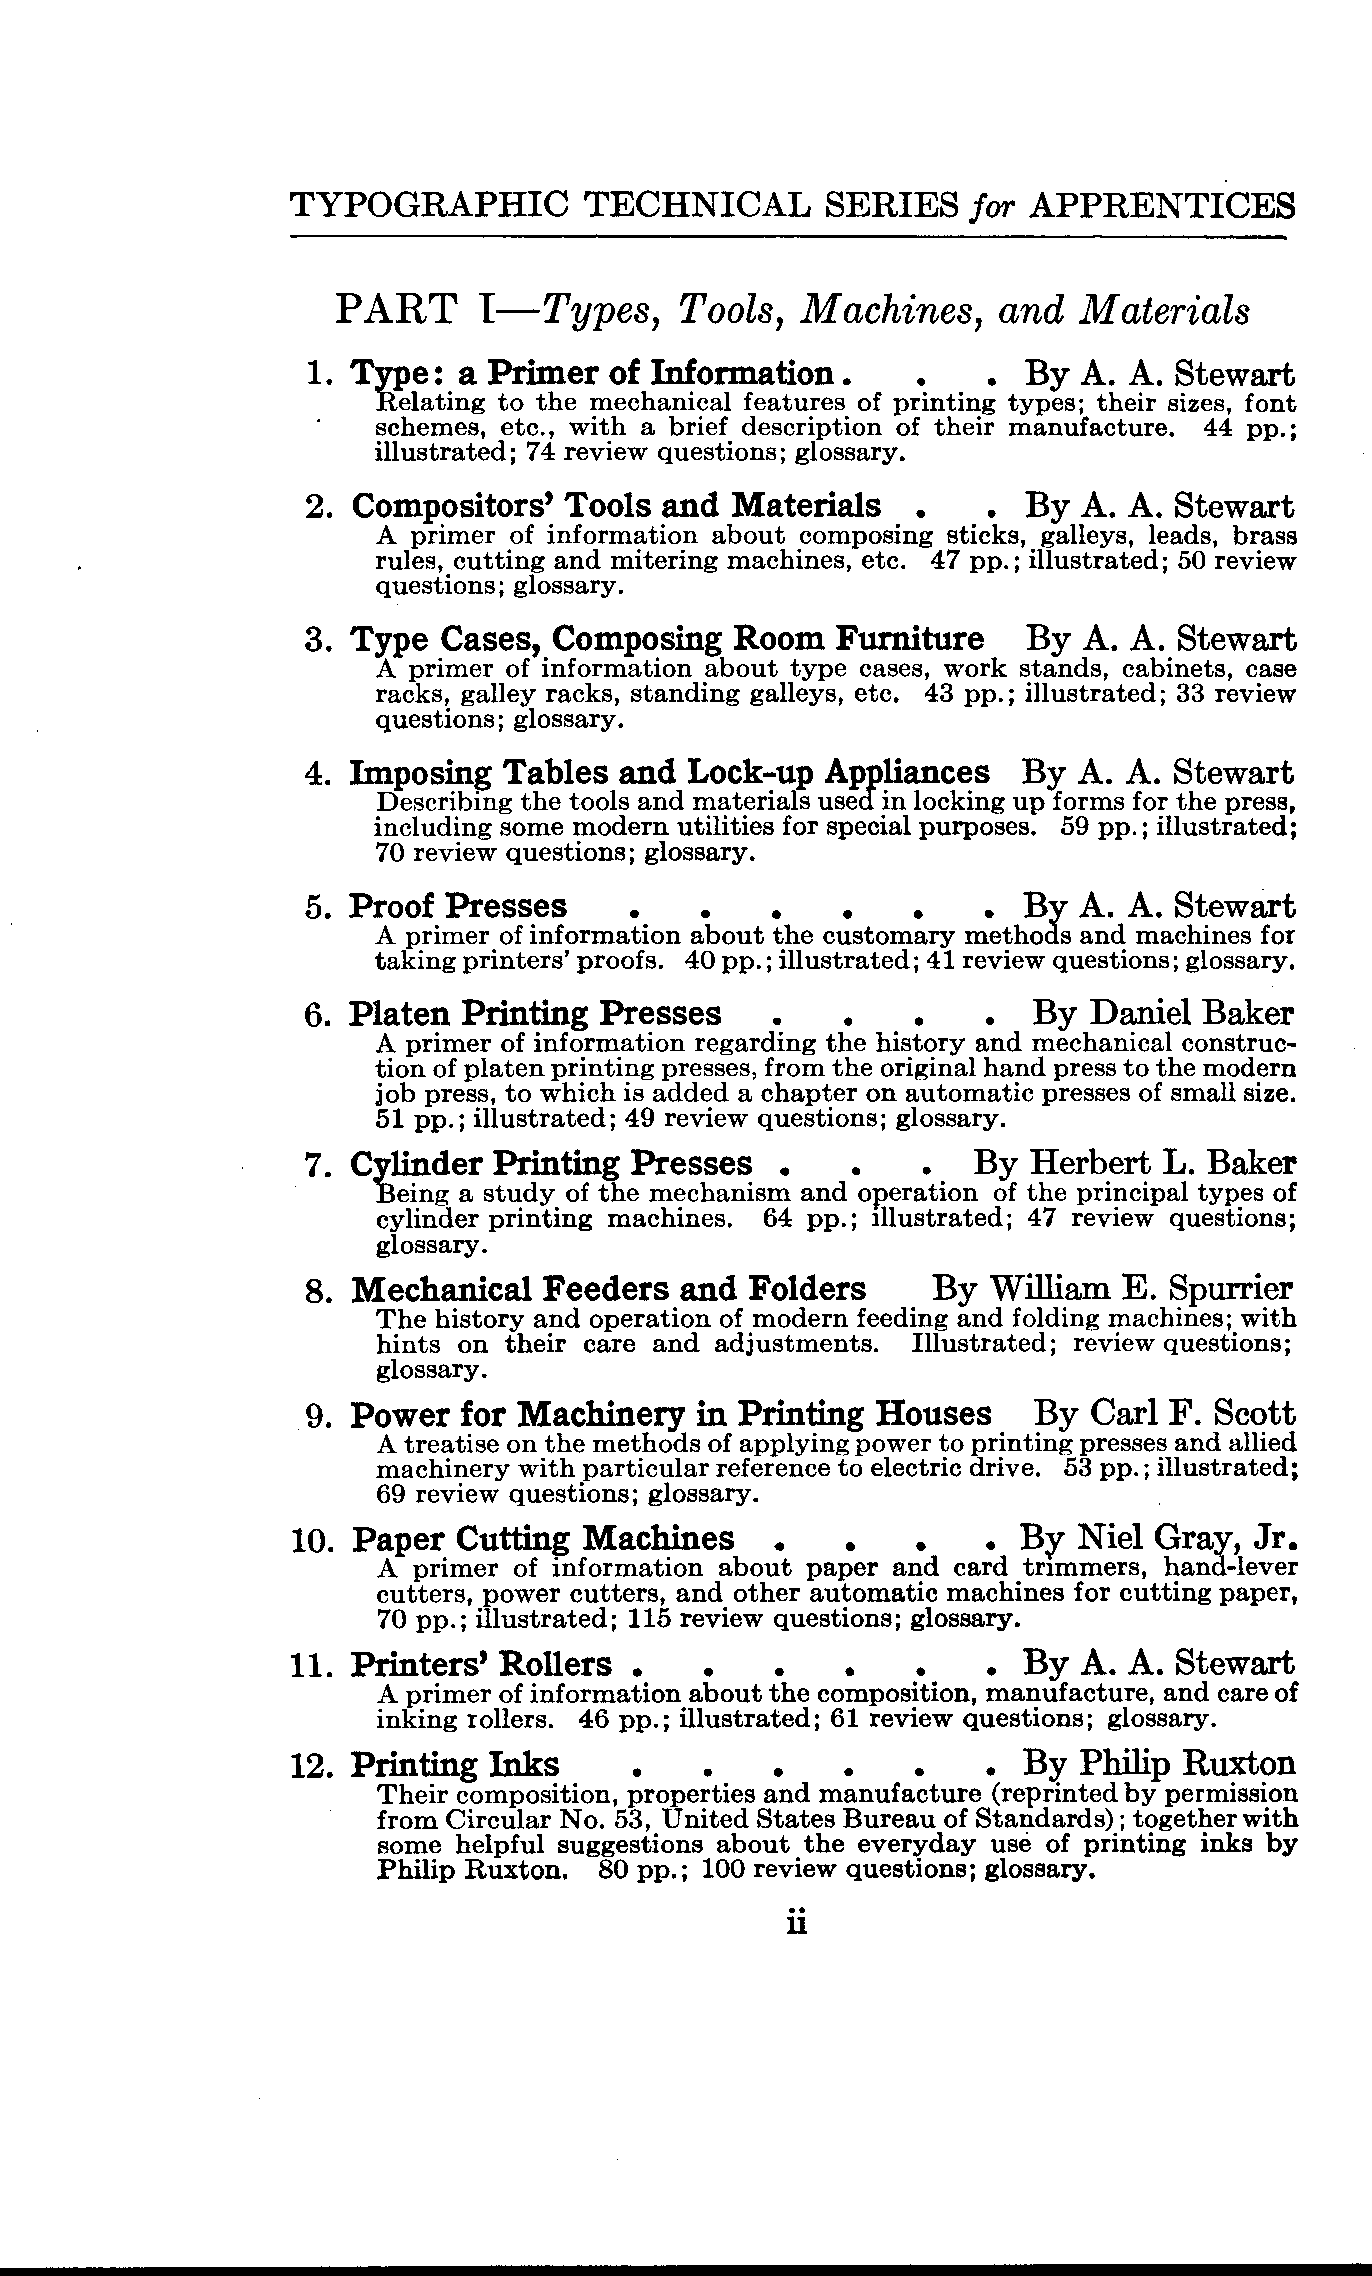 TYPOGRAPHIC TECHNICAL SERIES for APPRENTICES
PART I—Types, Tools, Machines, and Materials
1. Type: a Primer of Information . . . By A. A. Stewart
Relating to the mechanical features of printing types; their sizes, font
schemes, etc., with a brief description of their manufacture. 44 pp.;
illustrated; 74 review questions; glossary.
2. Compositors' Tools and Materials . . By A. A. Stewart
A primer of information about composing sticks, galleys, leads, brass
rules, cutting and mitering machines, etc. 47 pp.; illustrated; 50 review
questions; glossary.
3. Type Cases, Composing Room Furniture By A. A. Stewart
A primer of information about type cases, work stands, cabinets, case
racks, galley racks, standing galleys, etc. 43 pp.; illustrated; 33 review
questions; glossary.
4. Imposing Tables and Lock-up Appliances By A. A. Stewart
Describing the tools and materials used in locking up forms for the press,
including some modern utilities for special purposes. 59 pp.; illustrated;
70 review questions; glossary.
5. Proof Presses . . . . . . By A. A. Stewart
A primer of information about the customary methods and machines for
taking printers' proofs. 40 pp.; illustrated; 41 review questions; glossary.
6. Platen Printing Presses . . . . By Daniel Baker
A primer of information regarding the history and mechanical construc-
tion of platen printing presses, from the original hand press to the modern
job press, to which is added a chapter on automatic presses of small size.
51 pp.; illustrated; 49 review questions; glossary.
7. Cylinder Printing Presses . . . By Herbert L. Baker
Being a study of the mechanism and operation of the principal types of
cylinder printing machines. 64 pp.; illustrated; 47 review questions;
glossary.
8. Mechanical Feeders and Folders By William E. Spurrier
The history and operation of modern feeding and folding machines; with
hints on their care and adjustments. Illustrated; review questions;
glossary.
9. Power for Machinery in Printing Houses By Carl F. Scott
A treatise on the methods of applying power to printing presses and allied
machinery with particular reference to electric drive. 53 pp.; illustrated;
69 review questions; glossary.
10. Paper Cutting Machines . . . . By Niel Gray, Jr.
A primer of information about paper and card trimmers, hand-lever
cutters, power cutters, and other automatic machines for cutting paper,
70 pp.; illustrated; 115 review questions; glossary.
11. Printers' Rollers . . . . . . By A. A. Stewart
A primer of information about the composition, manufacture, and care of
inking rollers. 46 pp.; illustrated; 61 review questions; glossary.
12. Printing Inks . . . . . . By Philip Ruxton
Their composition, properties and manufacture (reprinted by permission
from Circular No. 53, United States Bureau of Standards); together with
some helpful suggestions about the everyday use of printing inks by
Philip Ruxton. 80 pp.; 100 review questions; glossary.
ii